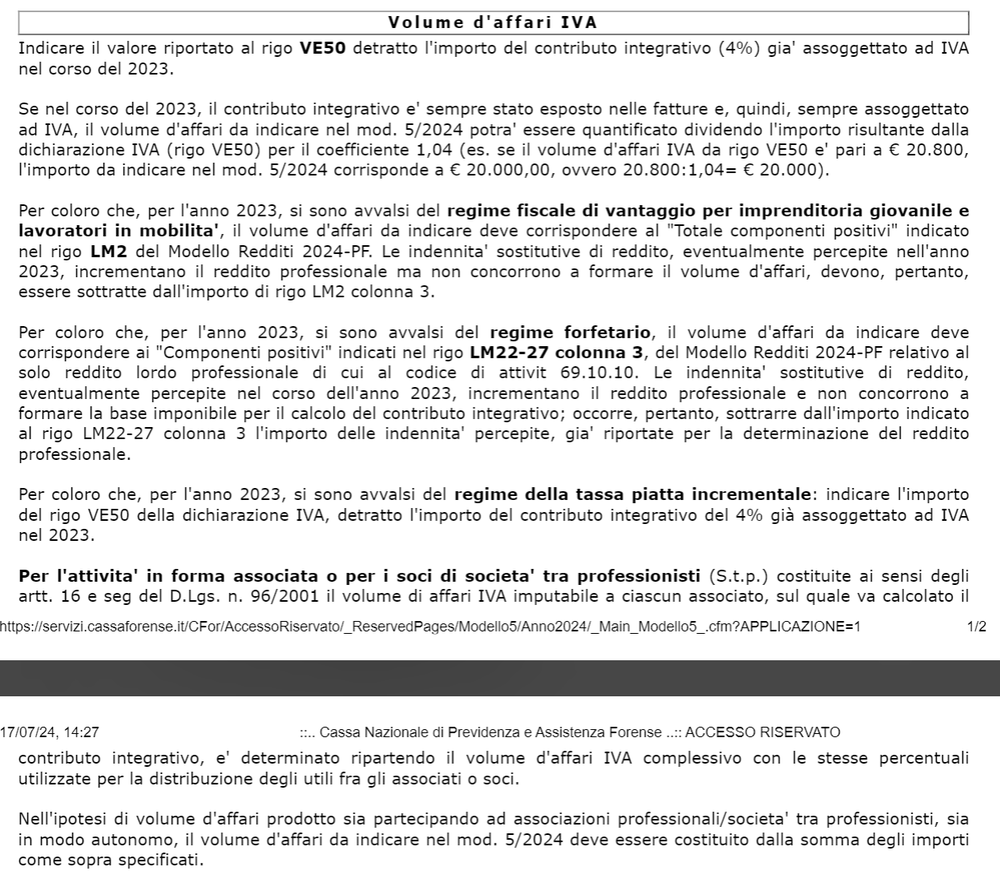 Volume d'affari IVA
Indicare il valore riportato al rigo VE50 detratto l'importo del contributo integrativo (4%) gia' assoggettato ad IVA
nel corso del 2023.
Se nel corso del 2023, il contributo integrativo e' sempre stato esposto nelle fatture e, quindi, sempre assoggettato
ad IVA, il volume d'affari da indicare nel mod. 5/2024 potra' essere quantificato dividendo l'importo risultante dalla
dichiarazione IVA (rigo VE50) per il coefficiente 1,04 (es. se il volume d'affari IVA da rigo VE50 e' pari a € 20.800,
l'importo da indicare nel mod. 5/2024 corrisponde a € 20.000,00, ovvero 20.800:1,04= € 20.000).
Per coloro che, per l'anno 2023, si sono avvalsi del regime fiscale di vantaggio per imprenditoria giovanile e
lavoratori in mobilita', il volume d'affari da indicare deve corrispondere al "Totale componenti positivi" indicato
nel rigo LM2 del Modello Redditi 2024-PF. Le indennita' sostitutive di reddito, eventualmente percepite nell'anno
2023, incrementano il reddito professionale ma non concorrono a formare il volume d'affari, devono, pertanto,
essere sottratte dall'importo di rigo LM2 colonna 3.
Per coloro che, per l'anno 2023, si sono avvalsi del regime forfetario, il volume d'affari da indicare deve
corrispondere ai "Componenti positivi" indicati nel rigo LM22-27 colonna 3, del Modello Redditi 2024-PF relativo al
solo reddito lordo professionale di cui al codice di attivit 69.10.10. Le indennita' sostitutive di reddito,
eventualmente percepite nel corso dell'anno 2023, incrementano il reddito professionale e non concorrono a
formare la base imponibile per il calcolo del contributo integrativo; occorre, pertanto, sottrarre dall'importo indicato
al rigo LM22-27 colonna 3 l'importo delle indennita' percepite, gia' riportate per la determinazione del reddito
professionale.
Per coloro che, per l'anno 2023, si sono avvalsi del regime della tassa piatta incrementale: indicare l'importo
del rigo VE50 della dichiarazione IVA, detratto l'importo del contributo integrativo del 4% già assoggettato ad IVA
nel 2023.
Per l'attivita' in forma associata o per i soci di societa' tra professionisti (S.t.p.) costituite ai sensi degli
artt. 16 e seg del D.Lgs. n. 96/2001 il volume di affari IVA imputabile a ciascun associato, sul quale va calcolato il
https://servizi.cassaforense.it/CFor/AccessoRiservato/_ReservedPages/Modello5/Anno2024/_Main_Modello5_.cfm?APPLICAZIONE=1 1/2
17/07/24, 14:27 ::.. Cassa Nazionale di Previdenza e Assistenza Forense ..:: ACCESSO RISERVATO
contributo integrativo, e' determinato ripartendo il volume d'affari IVA complessivo con le stesse percentuali
utilizzate per la distribuzione degli utili fra gli associati o soci.
Nell'ipotesi di volume d'affari prodotto sia partecipando ad associazioni professionali/societa' tra professionisti, sia
in modo autonomo, il volume d'affari da indicare nel mod. 5/2024 deve essere costituito dalla somma degli importi
come sopra specificati.